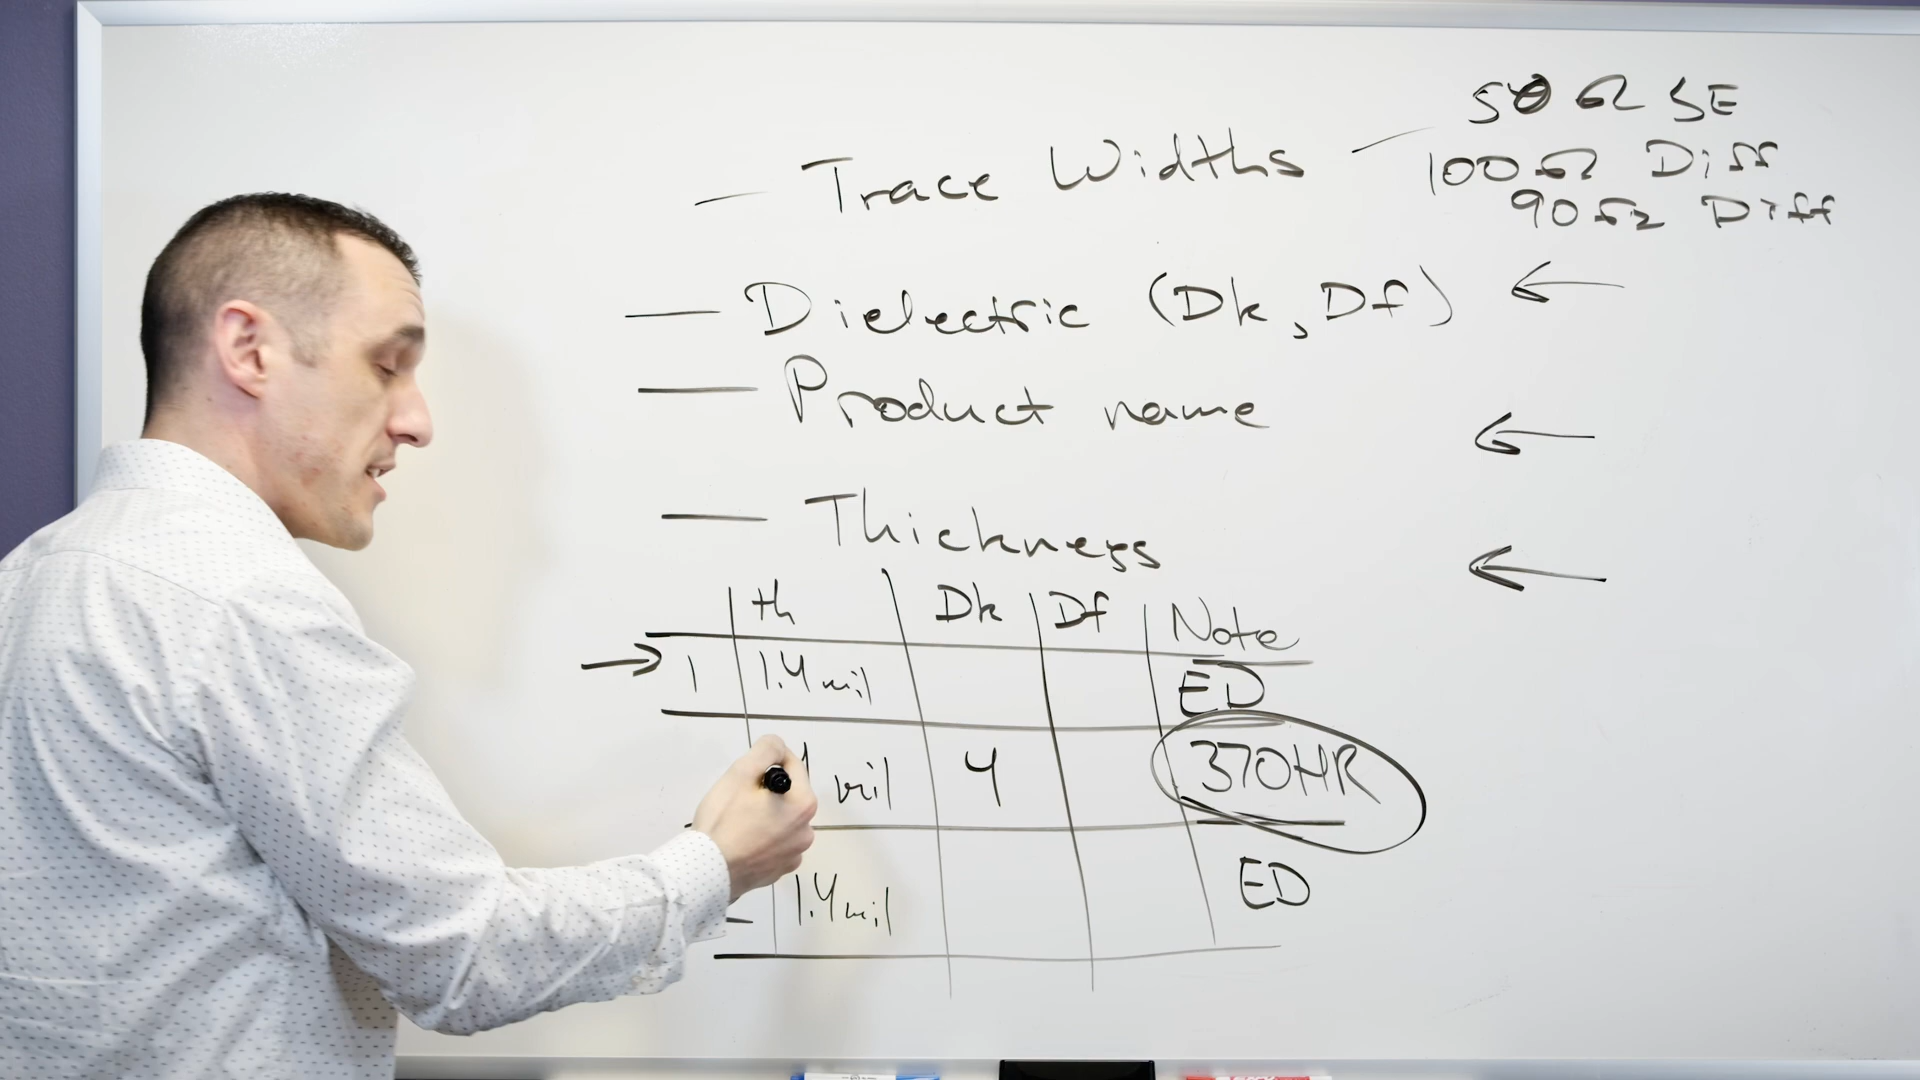 50 Ω SE
— Trace Widths — 100 Ω Diff
90 Ω Diff
— Dielectric (Dk, Df) ←
— Product name ←
— Thickness ←
th Dk Df Note
→ 1 1.4 mil ED
mil 4 370HR
1.4 mil ED